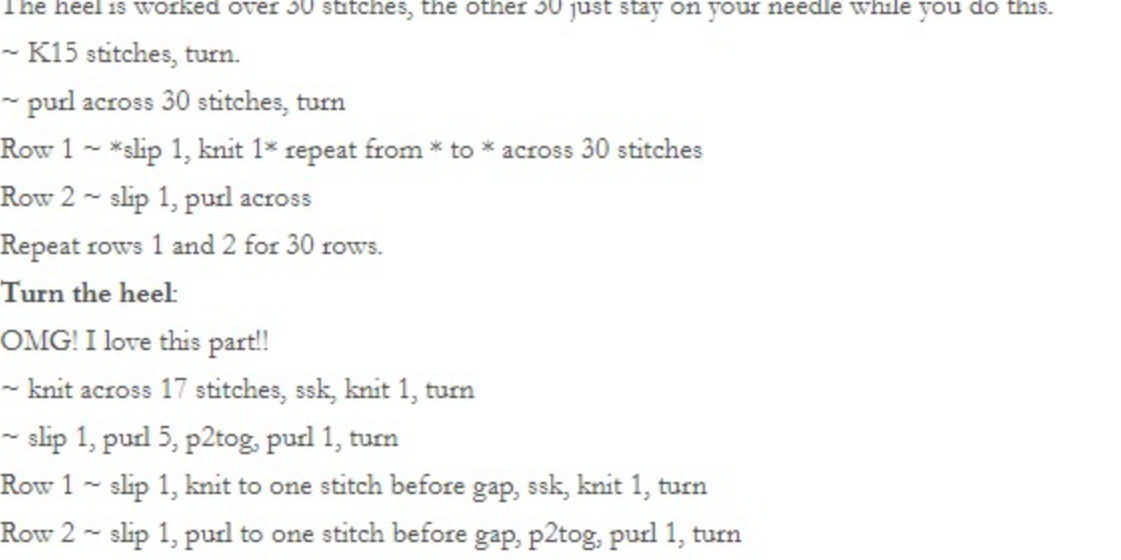 The heel is worked over 30 stitches, the other 30 just stay on your needle while you do this.
~ K15 stitches, turn.
~ purl across 30 stitches, turn
Row 1 ~ *slip 1, knit 1* repeat from * to * across 30 stitches
Row 2 ~ slip 1, purl across
Repeat rows 1 and 2 for 30 rows.
Turn the heel:
OMG! I love this part!!
~ knit across 17 stitches, ssk, knit 1, turn
~ slip 1, purl 5, p2tog, purl 1, turn
Row 1 ~ slip 1, knit to one stitch before gap, ssk, knit 1, turn
Row 2 ~ slip 1, purl to one stitch before gap, p2tog, purl 1, turn